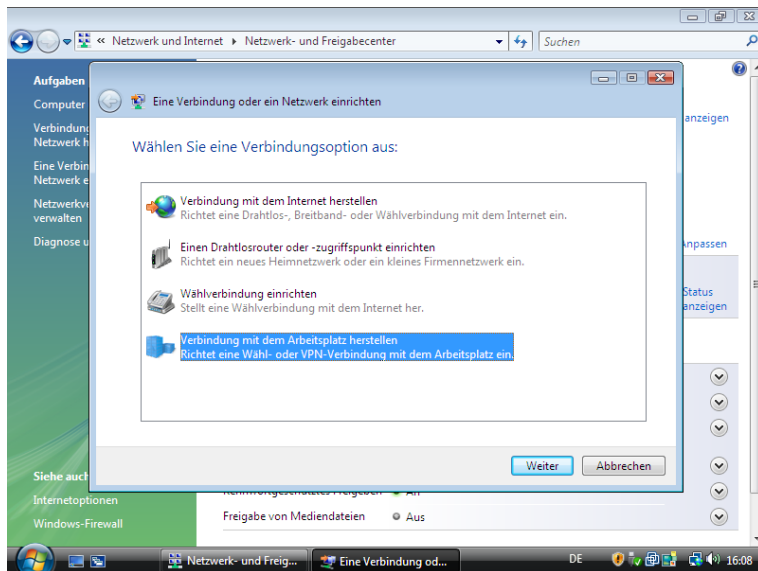 « Netzwerk und Internet ▸ Netzwerk- und Freigabecenter
Suchen
Aufgaben
Computer
Verbindung
Netzwerk h
Eine Verbin
Netzwerk e
Netzwerkve
verwalten
Diagnose u
Siehe auch
Internetoptionen
Windows-Firewall
Eine Verbindung oder ein Netzwerk einrichten
Wählen Sie eine Verbindungsoption aus:
Verbindung mit dem Internet herstellen
Richtet eine Drahtlos-, Breitband- oder Wählverbindung mit dem Internet ein.
Einen Drahtlosrouter oder -zugriffspunkt einrichten
Richtet ein neues Heimnetzwerk oder ein kleines Firmennetzwerk ein.
Wählverbindung einrichten
Stellt eine Wählverbindung mit dem Internet her.
Verbindung mit dem Arbeitsplatz herstellen
Richtet eine Wähl- oder VPN-Verbindung mit dem Arbeitsplatz ein.
Weiter
Abbrechen
anzeigen
Anpassen
Status
anzeigen
Kennwortgeschütztes Freigeben An
Freigabe von Mediendateien Aus
Netzwerk- und Freig...
Eine Verbindung od...
DE
16:08